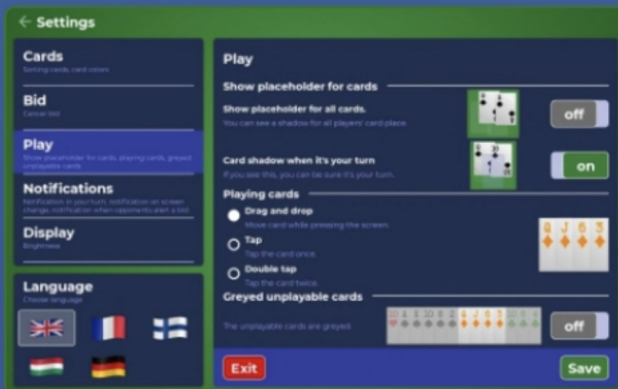 ← Settings
Cards
Sorting cards, card colors
Bid
Cancel bid
Play
Show placeholder for cards, playing cards, greyed
unplayable cards
Notifications
Notification in your turn, notification on screen
change, notification when opponents alert a bid
Display
Brightness
Language
Choose language
Play
Show placeholder for cards
Show placeholder for all cards.
You can see a shadow for all players' card place.
off
Card shadow when it's your turn
If you see this, you can be sure it's your turn.
on
Playing cards
Drag and drop
Move card while pressing the screen.
Tap
Tap the card once.
Double tap
Tap the card twice.
Q J 6 3
Greyed unplayable cards
The unplayable cards are greyed.
off
Exit
Save